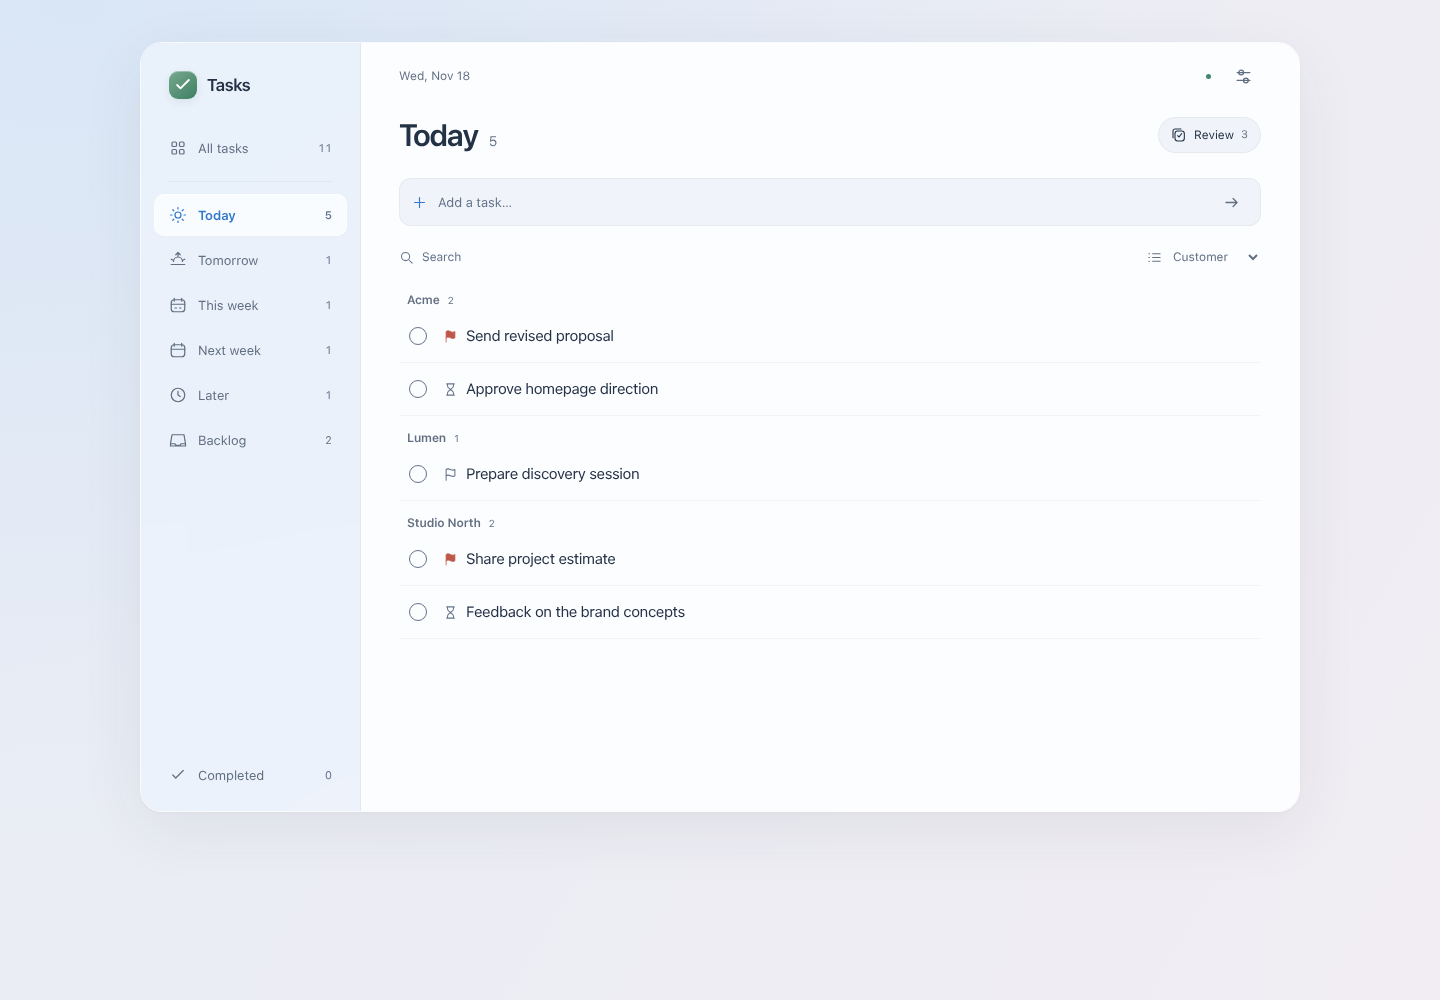 Tasks
All tasks 11
Today 5
Tomorrow 1
This week 1
Next week 1
Later 1
Backlog 2
Completed 0
Wed, Nov 18
Today 5
Review 3
Add a task...
Search
Customer
Acme 2
Send revised proposal
Approve homepage direction
Lumen 1
Prepare discovery session
Studio North 2
Share project estimate
Feedback on the brand concepts